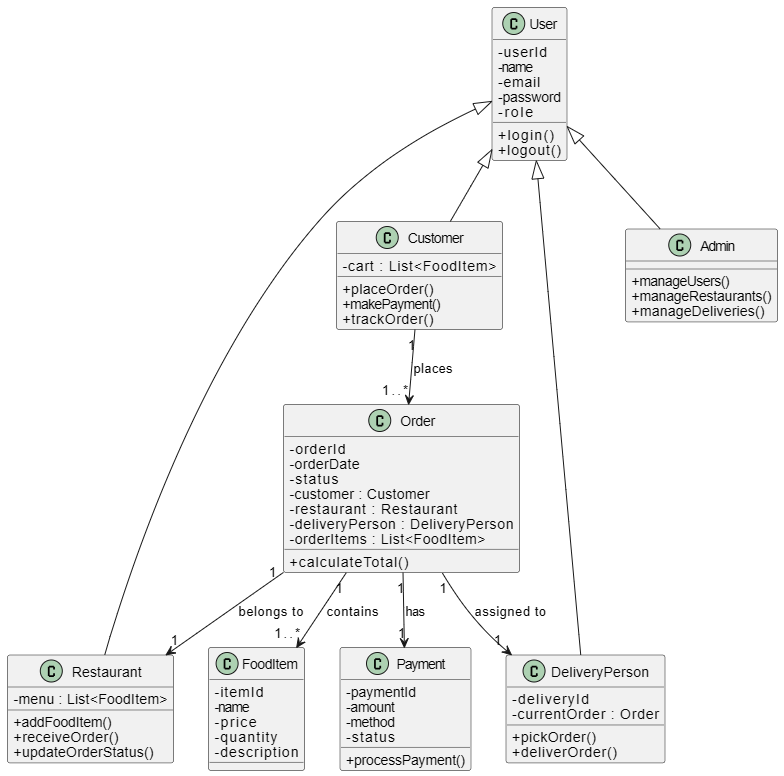 C User
-userId
-name
-email
-password
-role
+login()
+logout()
C Customer
-cart : List<FoodItem>
+placeOrder()
+makePayment()
+trackOrder()
C Admin
+manageUsers()
+manageRestaurants()
+manageDeliveries()
1
places
1..*
C Order
-orderId
-orderDate
-status
-customer : Customer
-restaurant : Restaurant
-deliveryPerson : DeliveryPerson
-orderItems : List<FoodItem>
+calculateTotal()
1
belongs to
1
1
contains
1..*
1
has
1
1
assigned to
1
C Restaurant
-menu : List<FoodItem>
+addFoodItem()
+receiveOrder()
+updateOrderStatus()
C FoodItem
-itemId
-name
-price
-quantity
-description
C Payment
-paymentId
-amount
-method
-status
+processPayment()
C DeliveryPerson
-deliveryId
-currentOrder : Order
+pickOrder()
+deliverOrder()